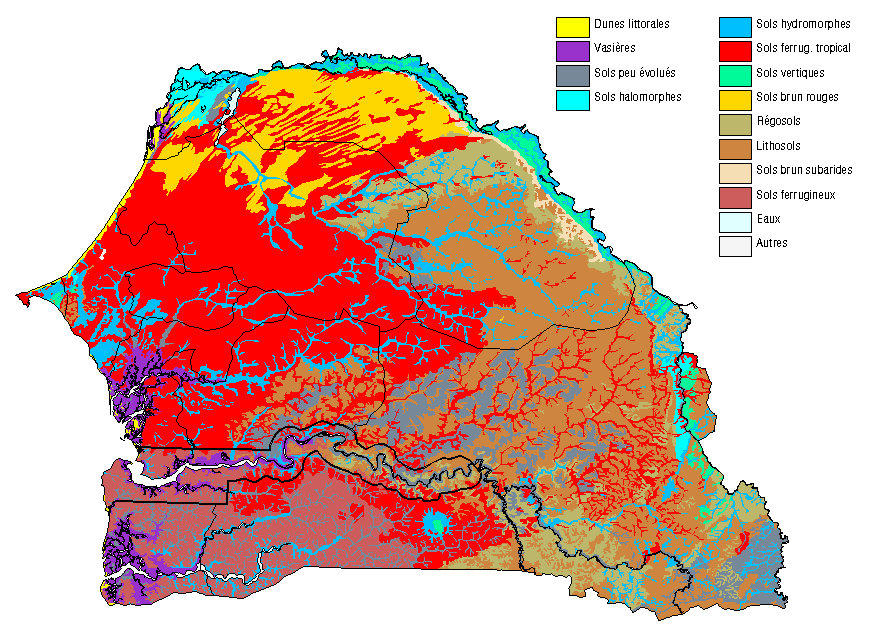 Dunes littorales
Vasières
Sols peu évolués
Sols halomorphes
Sols hydromorphes
Sols ferrug. tropical
Sols vertiques
Sols brun rouges
Régosols
Lithosols
Sols brun subarides
Sols ferrugineux
Eaux
Autres